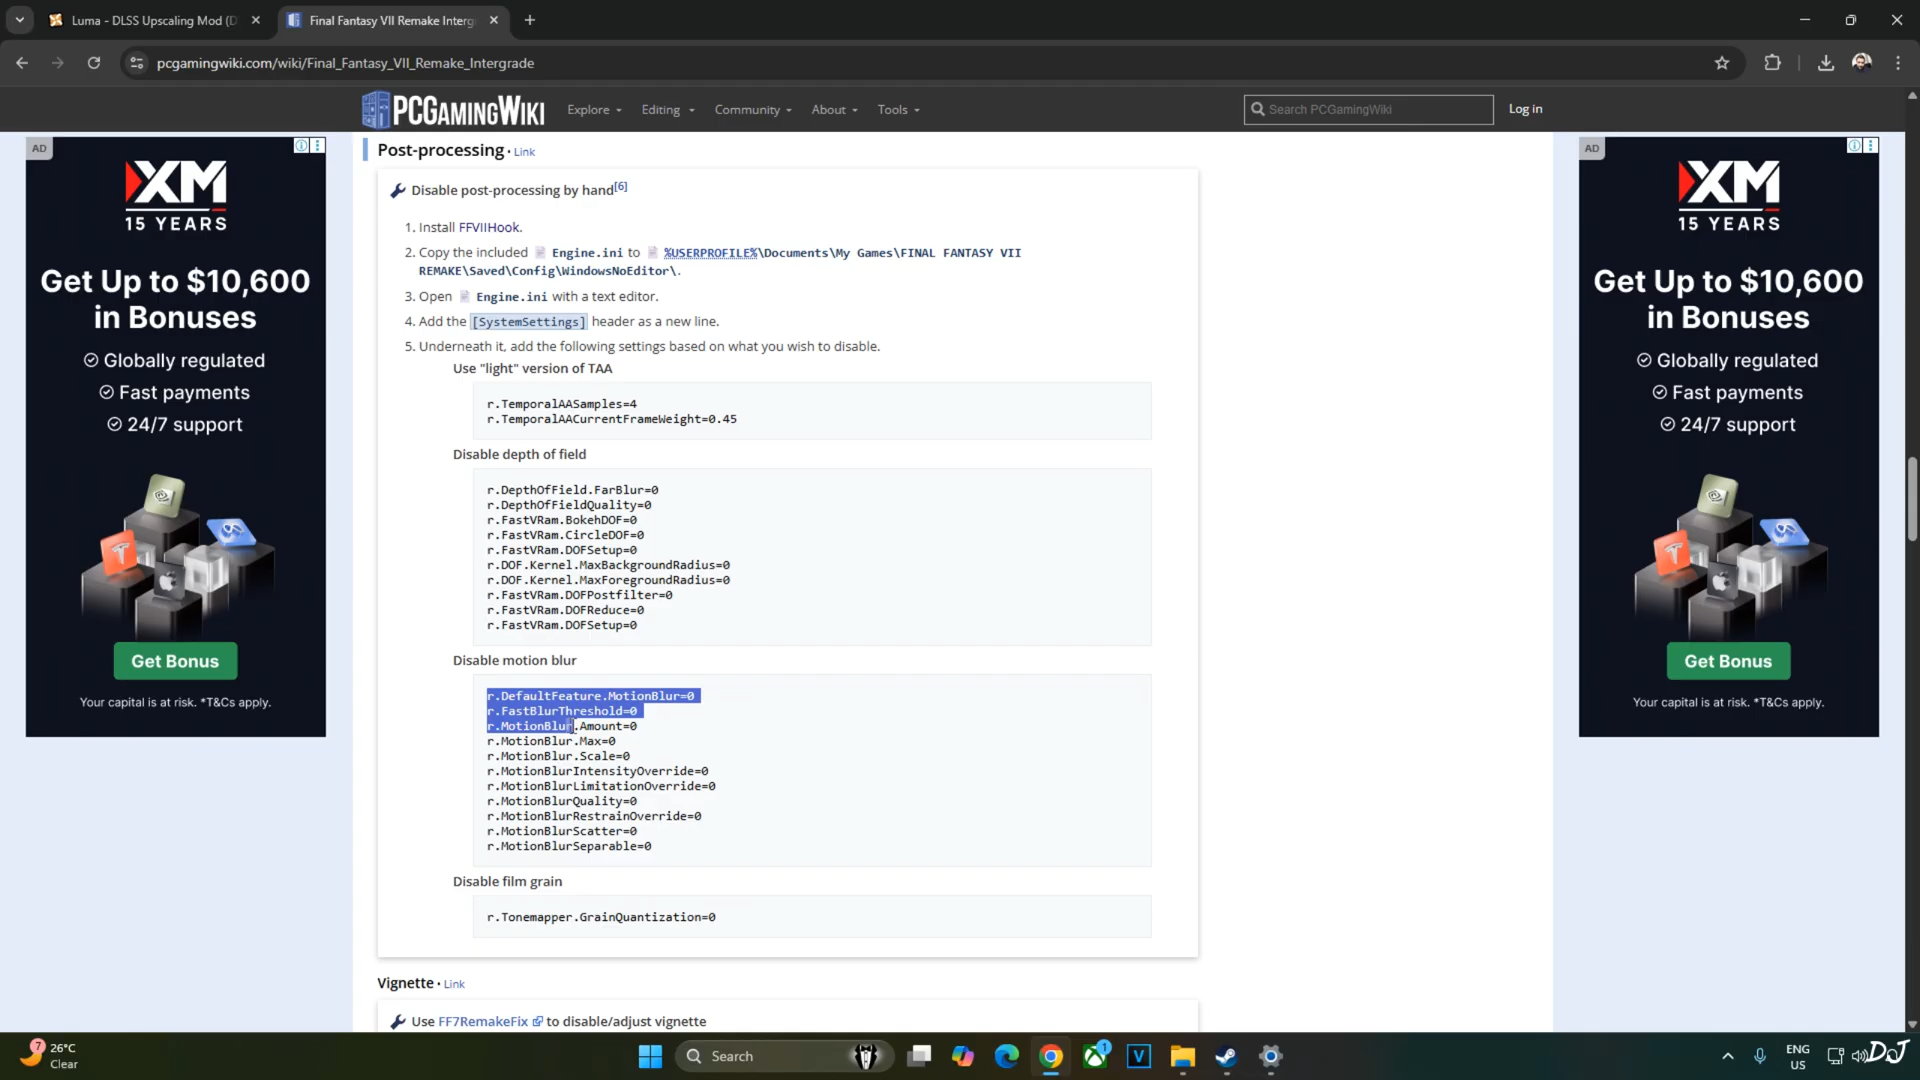 Luma - DLSS Upscaling Mod (D
Final Fantasy VII Remake Interg
pcgamingwiki.com/wiki/Final_Fantasy_VII_Remake_Intergrade
PCGAMINGWIKI
Explore
Editing
Community
About
Tools
Search PCGamingWiki
Log in
AD
XM
15 YEARS
Get Up to $10,600
in Bonuses
Globally regulated
Fast payments
24/7 support
Get Bonus
Your capital is at risk. *T&Cs apply.
Post-processing · Link
Disable post-processing by hand[6]
1. Install FFVIIHook.
2. Copy the included Engine.ini to %USERPROFILE%\Documents\My Games\FINAL FANTASY VII
REMAKE\Saved\Config\WindowsNoEditor\.
3. Open Engine.ini with a text editor.
4. Add the [SystemSettings] header as a new line.
5. Underneath it, add the following settings based on what you wish to disable.
Use "light" version of TAA
r.TemporalAASamples=4
r.TemporalAACurrentFrameWeight=0.45
Disable depth of field
r.DepthOfField.FarBlur=0
r.DepthOfFieldQuality=0
r.FastVRam.BokehDOF=0
r.FastVRam.CircleDOF=0
r.FastVRam.DOFSetup=0
r.DOF.Kernel.MaxBackgroundRadius=0
r.DOF.Kernel.MaxForegroundRadius=0
r.FastVRam.DOFPostfilter=0
r.FastVRam.DOFReduce=0
r.FastVRam.DOFSetup=0
Disable motion blur
r.DefaultFeature.MotionBlur=0
r.FastBlurThreshold=0
r.MotionBlur.Amount=0
r.MotionBlur.Max=0
r.MotionBlur.Scale=0
r.MotionBlurIntensityOverride=0
r.MotionBlurLimitationOverride=0
r.MotionBlurQuality=0
r.MotionBlurRestrainOverride=0
r.MotionBlurScatter=0
r.MotionBlurSeparable=0
Disable film grain
r.Tonemapper.GrainQuantization=0
Vignette · Link
Use FF7RemakeFix to disable/adjust vignette
AD
XM
15 YEARS
Get Up to $10,600
in Bonuses
Globally regulated
Fast payments
24/7 support
Get Bonus
Your capital is at risk. *T&Cs apply.
7
26°C
Clear
Search
1
V
ENG
US
DJ